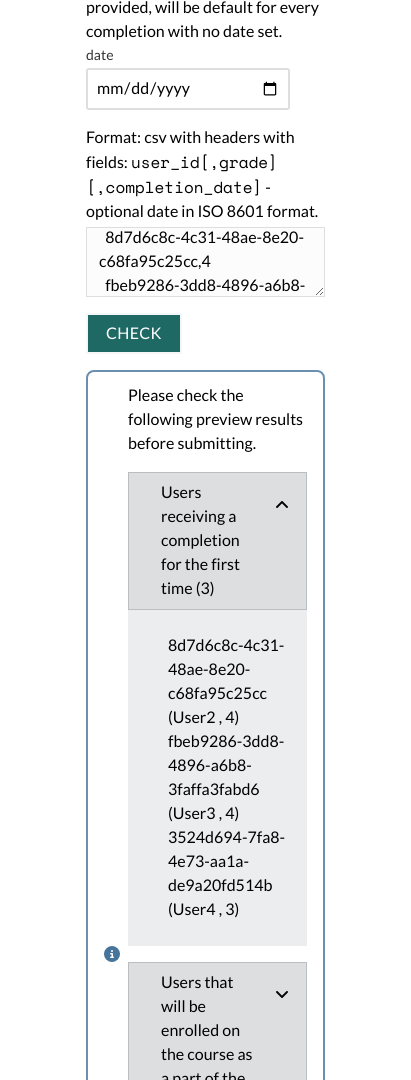 provided, will be default for every
completion with no date set.
date
mm/dd/yyyy
Format: csv with headers with
fields: user_id[,grade]
[,completion_date] -
optional date in ISO 8601 format.
8d7d6c8c-4c31-48ae-8e20-
c68fa95c25cc,4
fbeb9286-3dd8-4896-a6b8-
CHECK
Please check the
following preview results
before submitting.
Users
receiving a
completion
for the first
time (3)
8d7d6c8c-4c31-
48ae-8e20-
c68fa95c25cc
(User2 , 4)
fbeb9286-3dd8-
4896-a6b8-
3faffa3fabd6
(User3 , 4)
3524d694-7fa8-
4e73-aa1a-
de9a20fd514b
(User4 , 3)
Users that
will be
enrolled on
the course as
a part of the